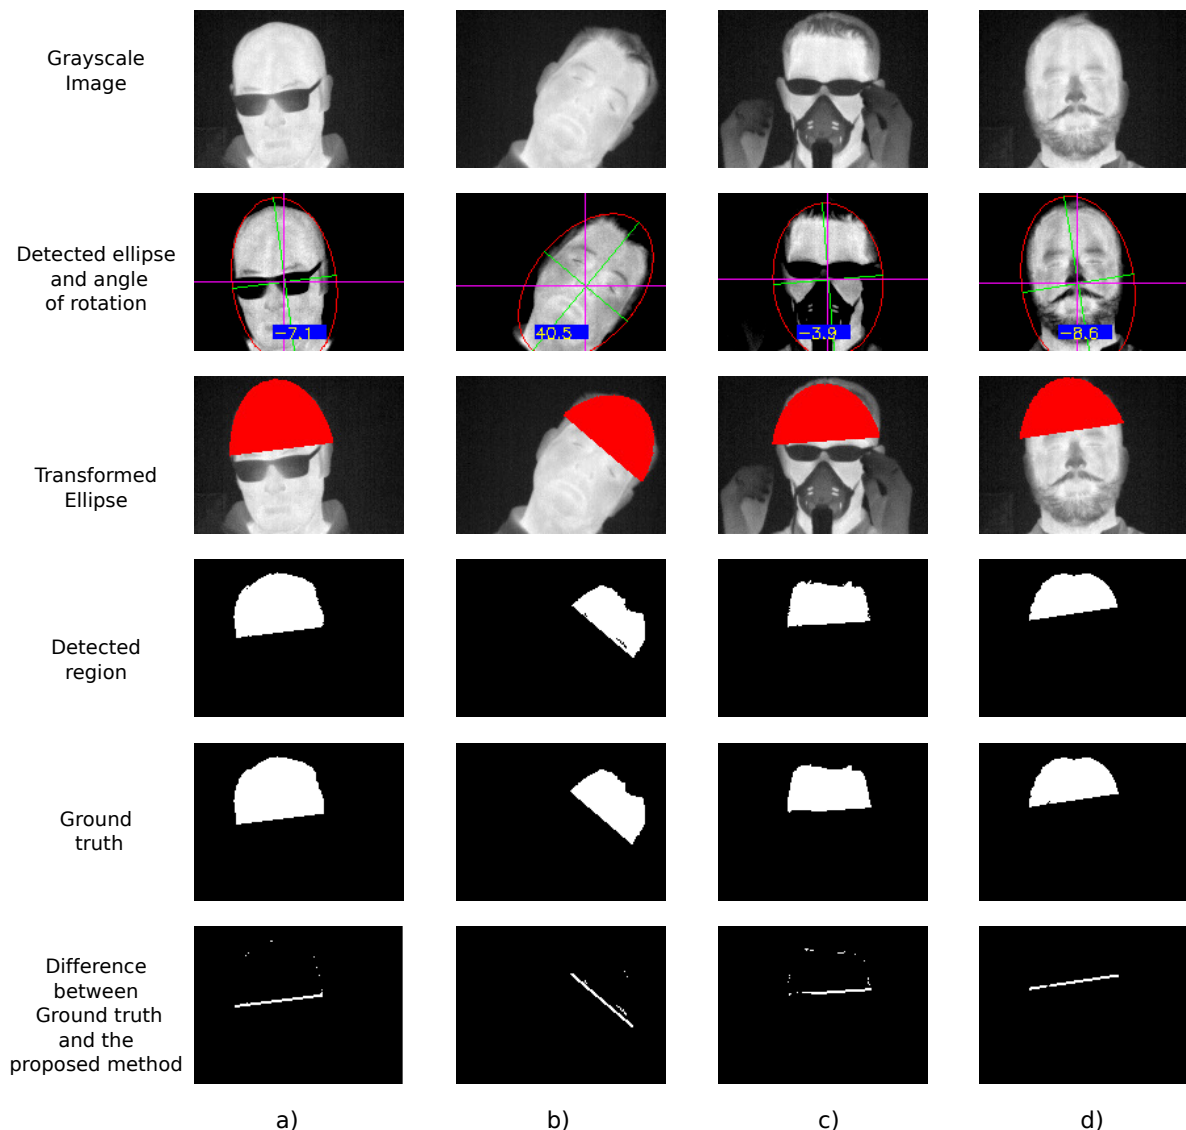 Grayscale
Image
Detected ellipse
and angle
of rotation
-7.1
40.5
-3.9
-8.6
Transformed
Ellipse
Detected
region
Ground
truth
Difference
between
Ground truth
and the
proposed method
a)
b)
c)
d)